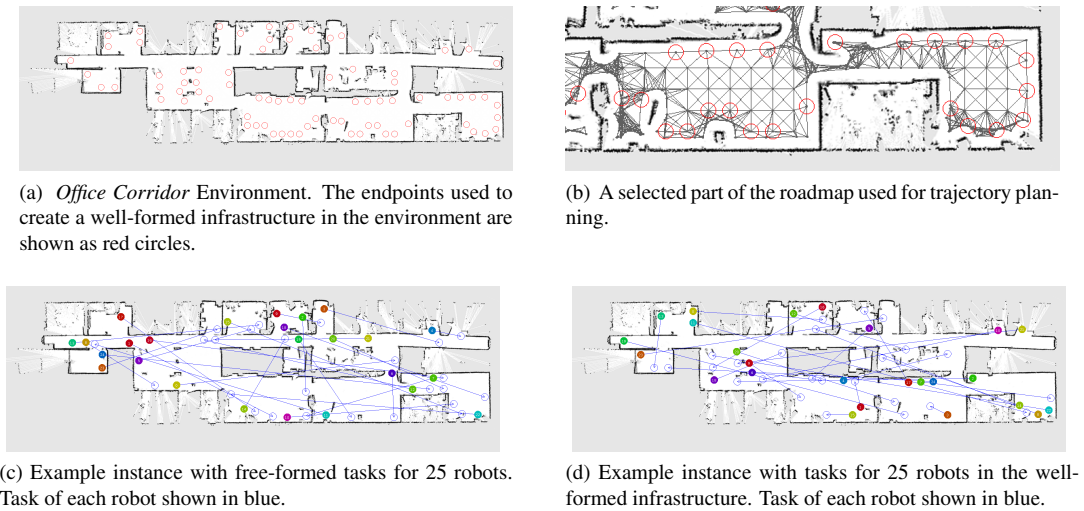 (a) Office Corridor Environment. The endpoints used to
create a well-formed infrastructure in the environment are
shown as red circles.
(b) A selected part of the roadmap used for trajectory plan-
ning.
(c) Example instance with free-formed tasks for 25 robots.
Task of each robot shown in blue.
(d) Example instance with tasks for 25 robots in the well-
formed infrastructure. Task of each robot shown in blue.